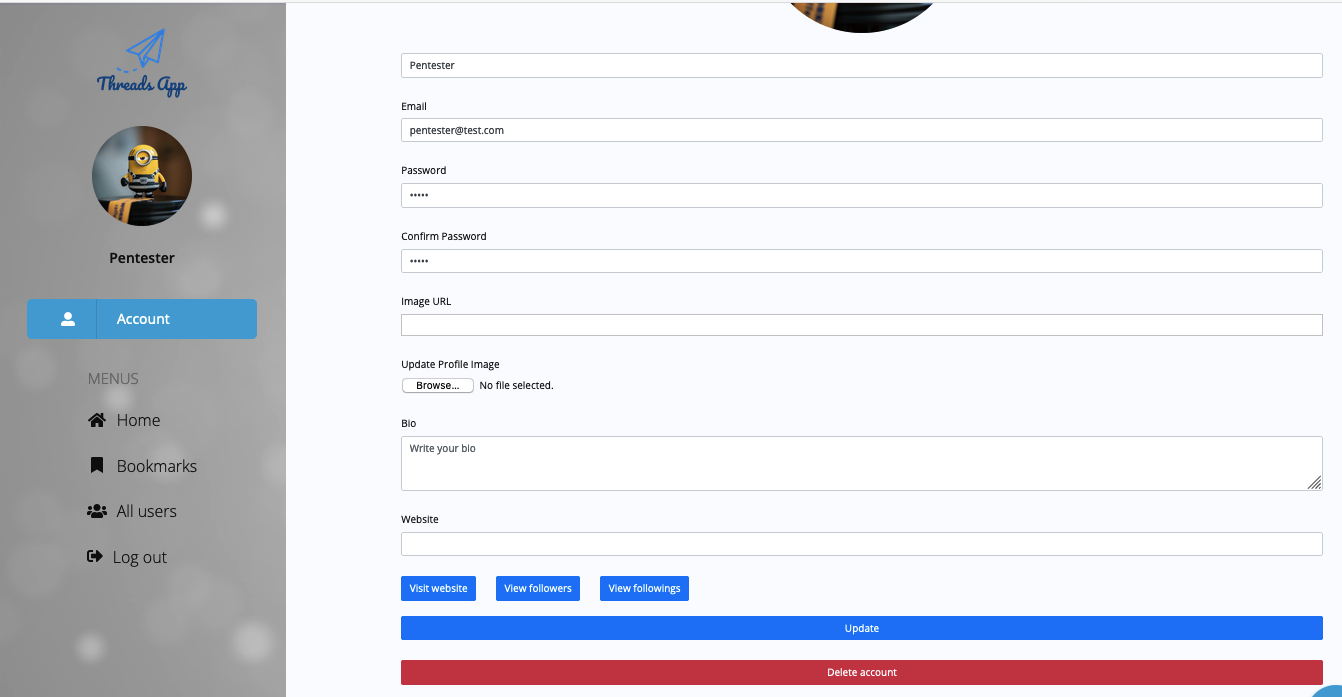 Threads App
Pentester
Account
MENUS
Home
Bookmarks
All users
Log out
Pentester
Email
pentester@test.com
Password
•••••
Confirm Password
•••••
Image URL
Update Profile Image
Browse... No file selected.
Bio
Write your bio
Website
Visit website View followers View followings
Update
Delete account